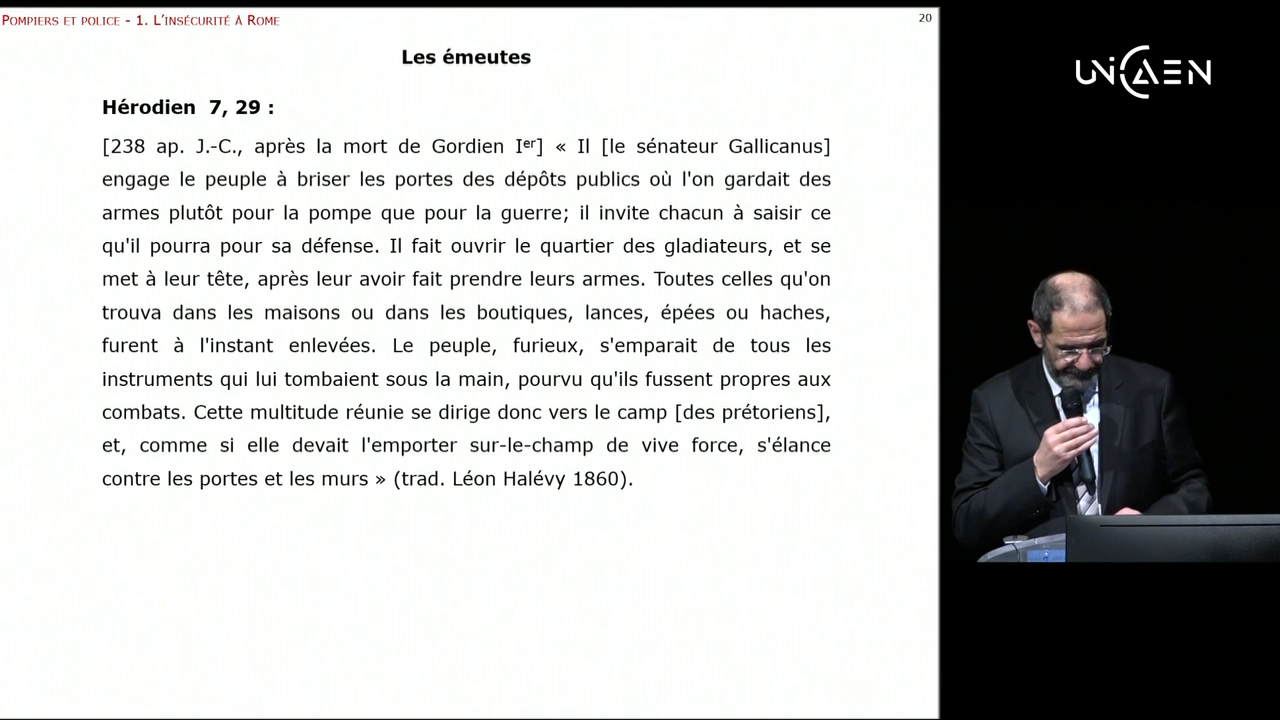 POMPIERS ET POLICE - 1. L'INSÉCURITÉ À ROME
20
Les émeutes
Hérodien 7, 29 :
[238 ap. J.-C., après la mort de Gordien Ier] « Il [le sénateur Gallicanus]
engage le peuple à briser les portes des dépôts publics où l'on gardait des
armes plutôt pour la pompe que pour la guerre; il invite chacun à saisir ce
qu'il pourra pour sa défense. Il fait ouvrir le quartier des gladiateurs, et se
met à leur tête, après leur avoir fait prendre leurs armes. Toutes celles qu'on
trouva dans les maisons ou dans les boutiques, lances, épées ou haches,
furent à l'instant enlevées. Le peuple, furieux, s'emparait de tous les
instruments qui lui tombaient sous la main, pourvu qu'ils fussent propres aux
combats. Cette multitude réunie se dirige donc vers le camp [des prétoriens],
et, comme si elle devait l'emporter sur-le-champ de vive force, s'élance
contre les portes et les murs » (trad. Léon Halévy 1860).
UNICAEN